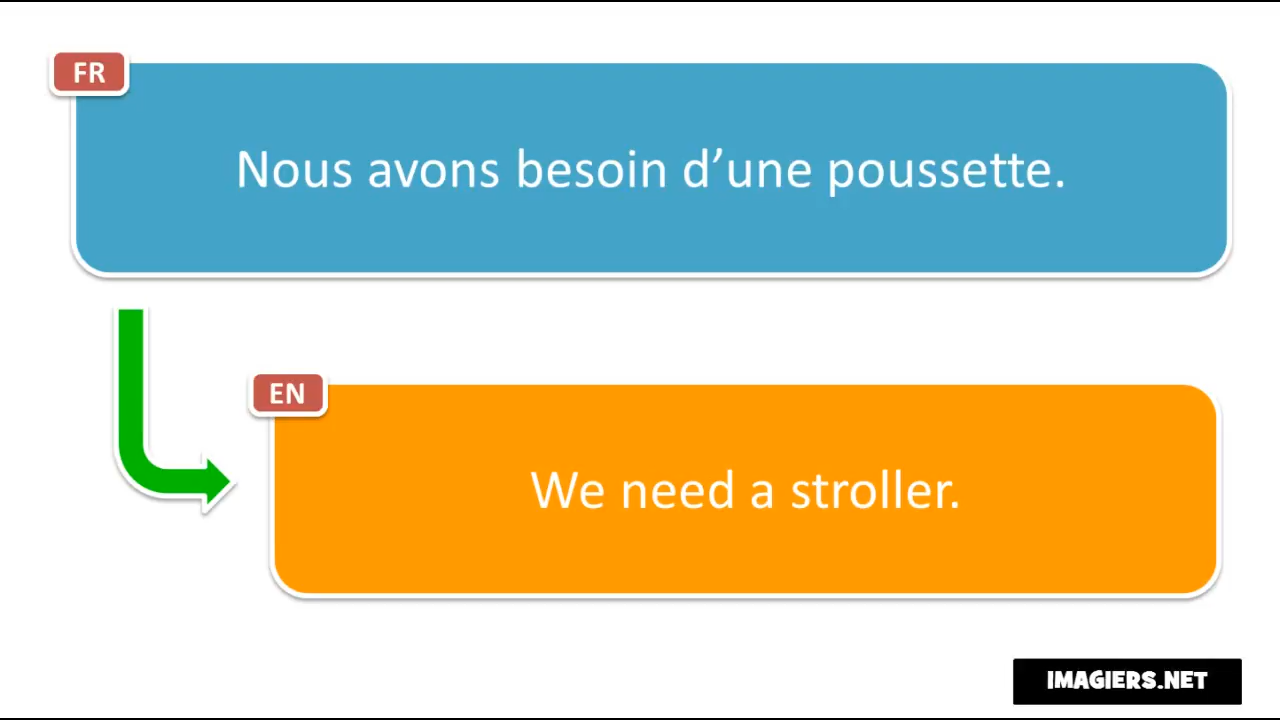 FR
Nous avons besoin d’une poussette.
EN
We need a stroller.
IMAGIERS.NET